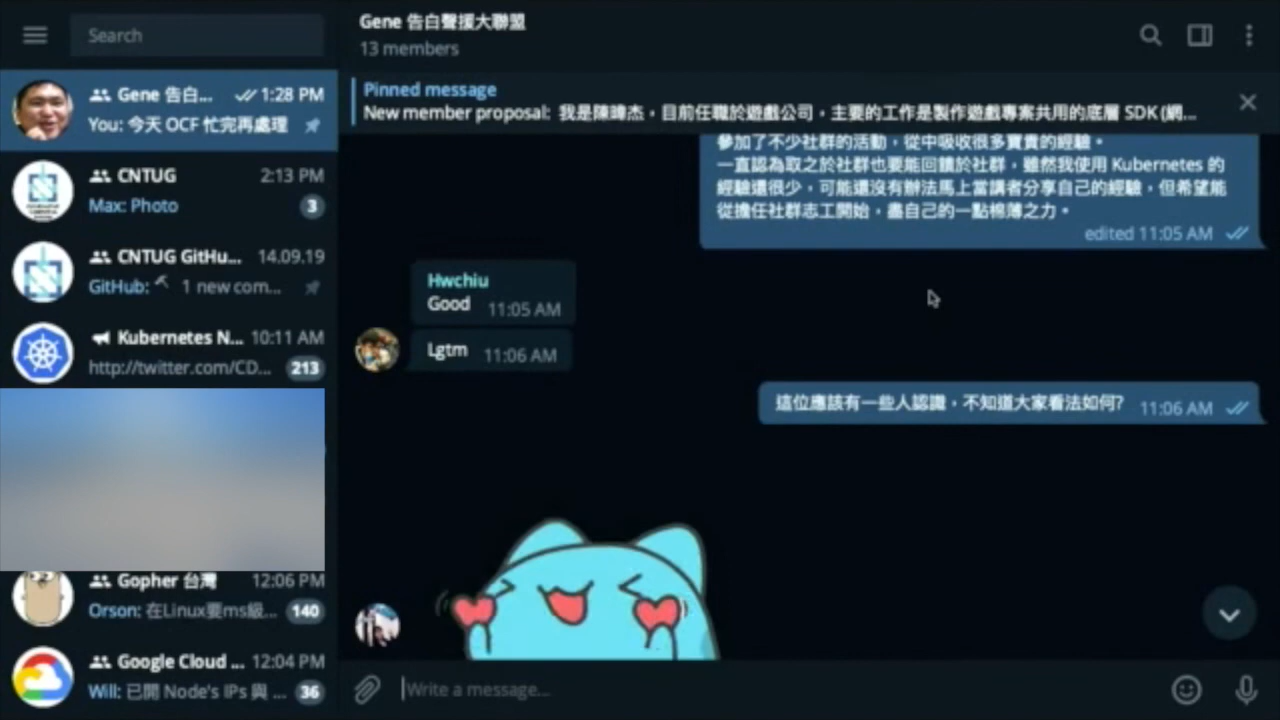 Search
Gene 告白... 1:28 PM
You: 今天 OCF 忙完再處理
CNTUG 2:13 PM
Max: Photo 3
CNTUG GitHu... 14.09.19
GitHub: 1 new com...
Kubernetes N... 10:11 AM
http://twitter.com/CD... 213
Gopher 台灣 12:06 PM
Orson: 在Linux要ms級... 140
Google Cloud ... 12:04 PM
Will: 已開 Node's IPs 與 ... 36
Gene 告白聲援大聯盟
13 members
Pinned message
New member proposal: 我是陳暐杰，目前任職於遊戲公司，主要的工作是製作遊戲專案共用的底層 SDK (網...
參加了不少社群的活動，從中吸收很多寶貴的經驗。
一直認為取之於社群也要能回饋於社群，雖然我使用 Kubernetes 的
經驗還很少，可能還沒有辦法馬上當講者分享自己的經驗，但希望能
從擔任社群志工開始，盡自己的一點棉薄之力。
edited 11:05 AM
Hwchiu
Good 11:05 AM
Lgtm 11:06 AM
這位應該有一些人認識，不知道大家看法如何? 11:06 AM
Write a message...